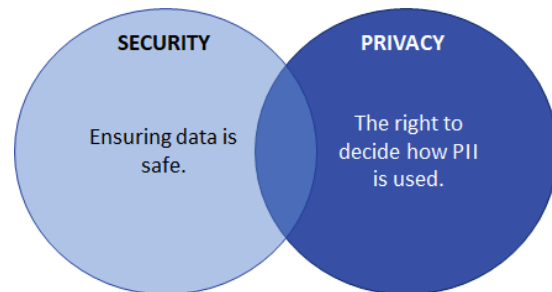 SECURITY
Ensuring data is
safe.
PRIVACY
The right to
decide how PII
is used.